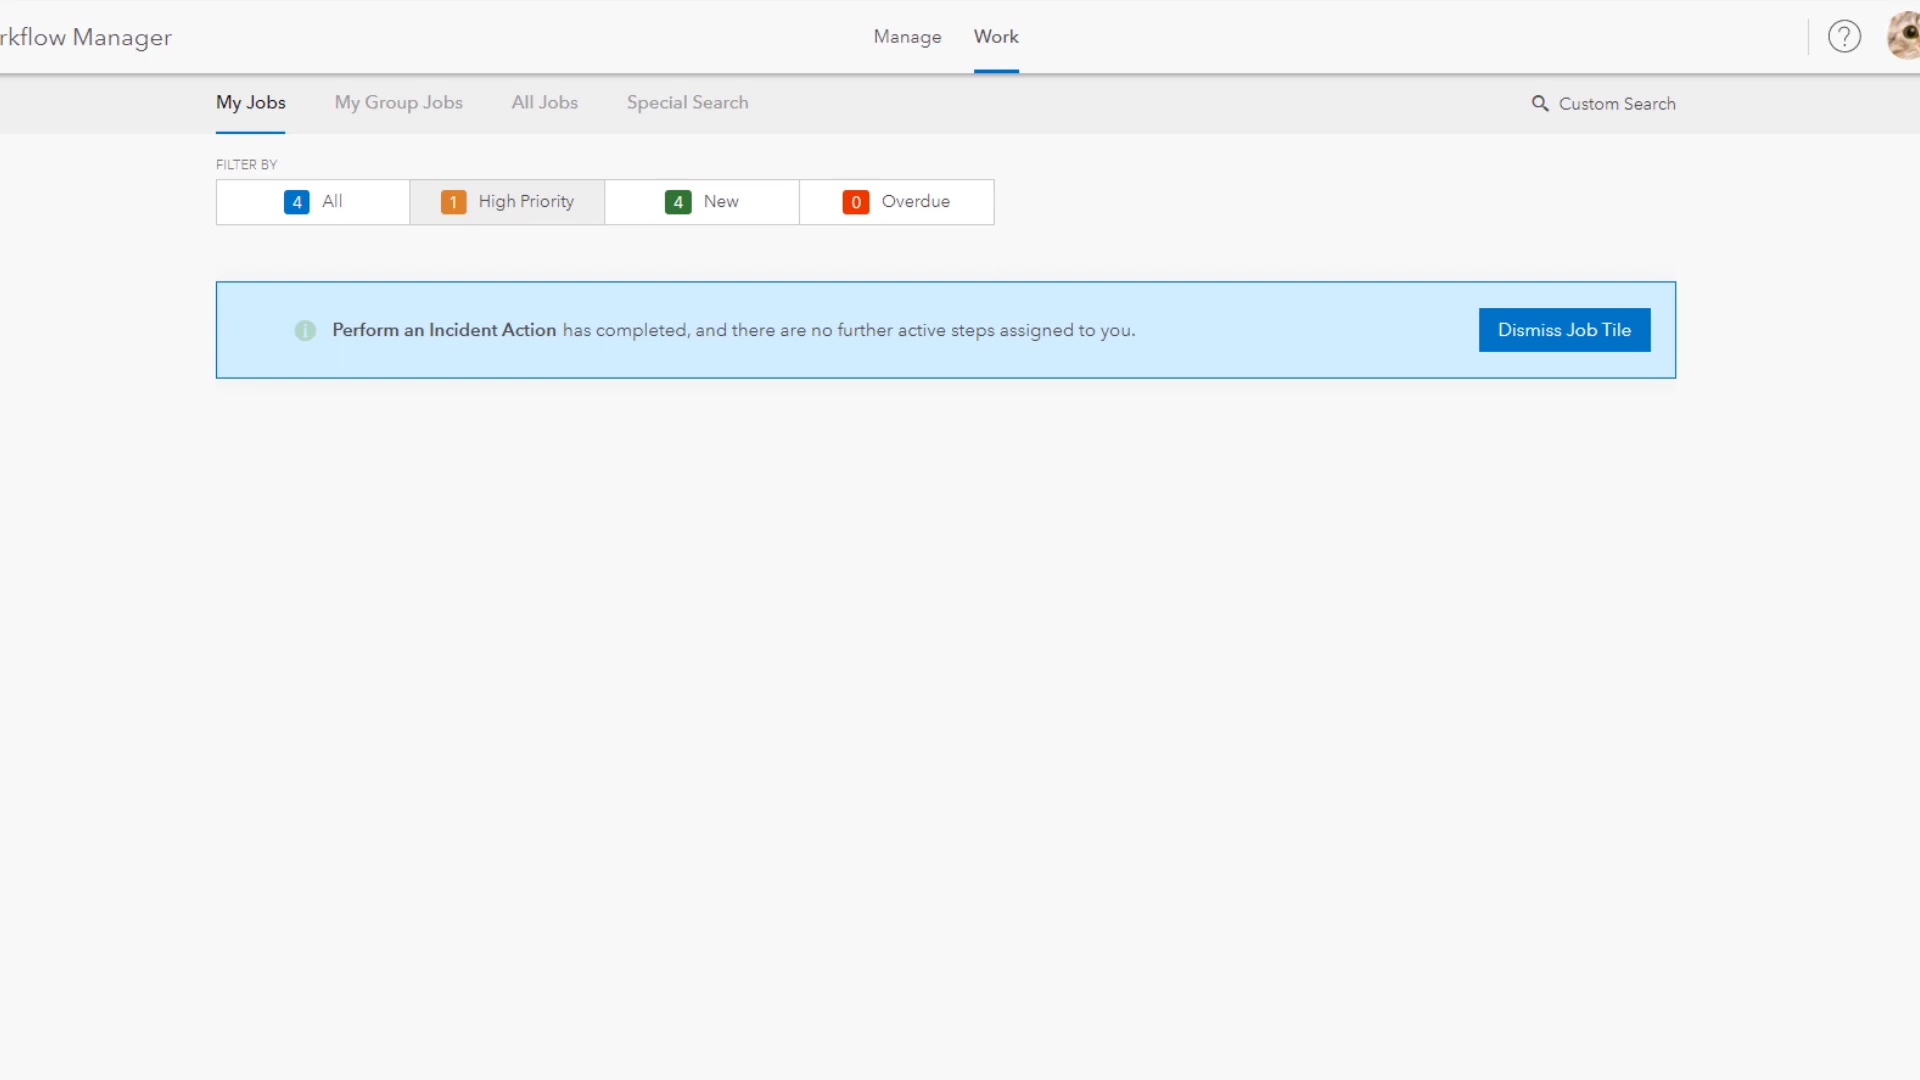 rkflow Manager
Manage Work
?
My Jobs My Group Jobs All Jobs Special Search Custom Search
FILTER BY
4 All 1 High Priority 4 New 0 Overdue
i Perform an Incident Action has completed, and there are no further active steps assigned to you. Dismiss Job Tile